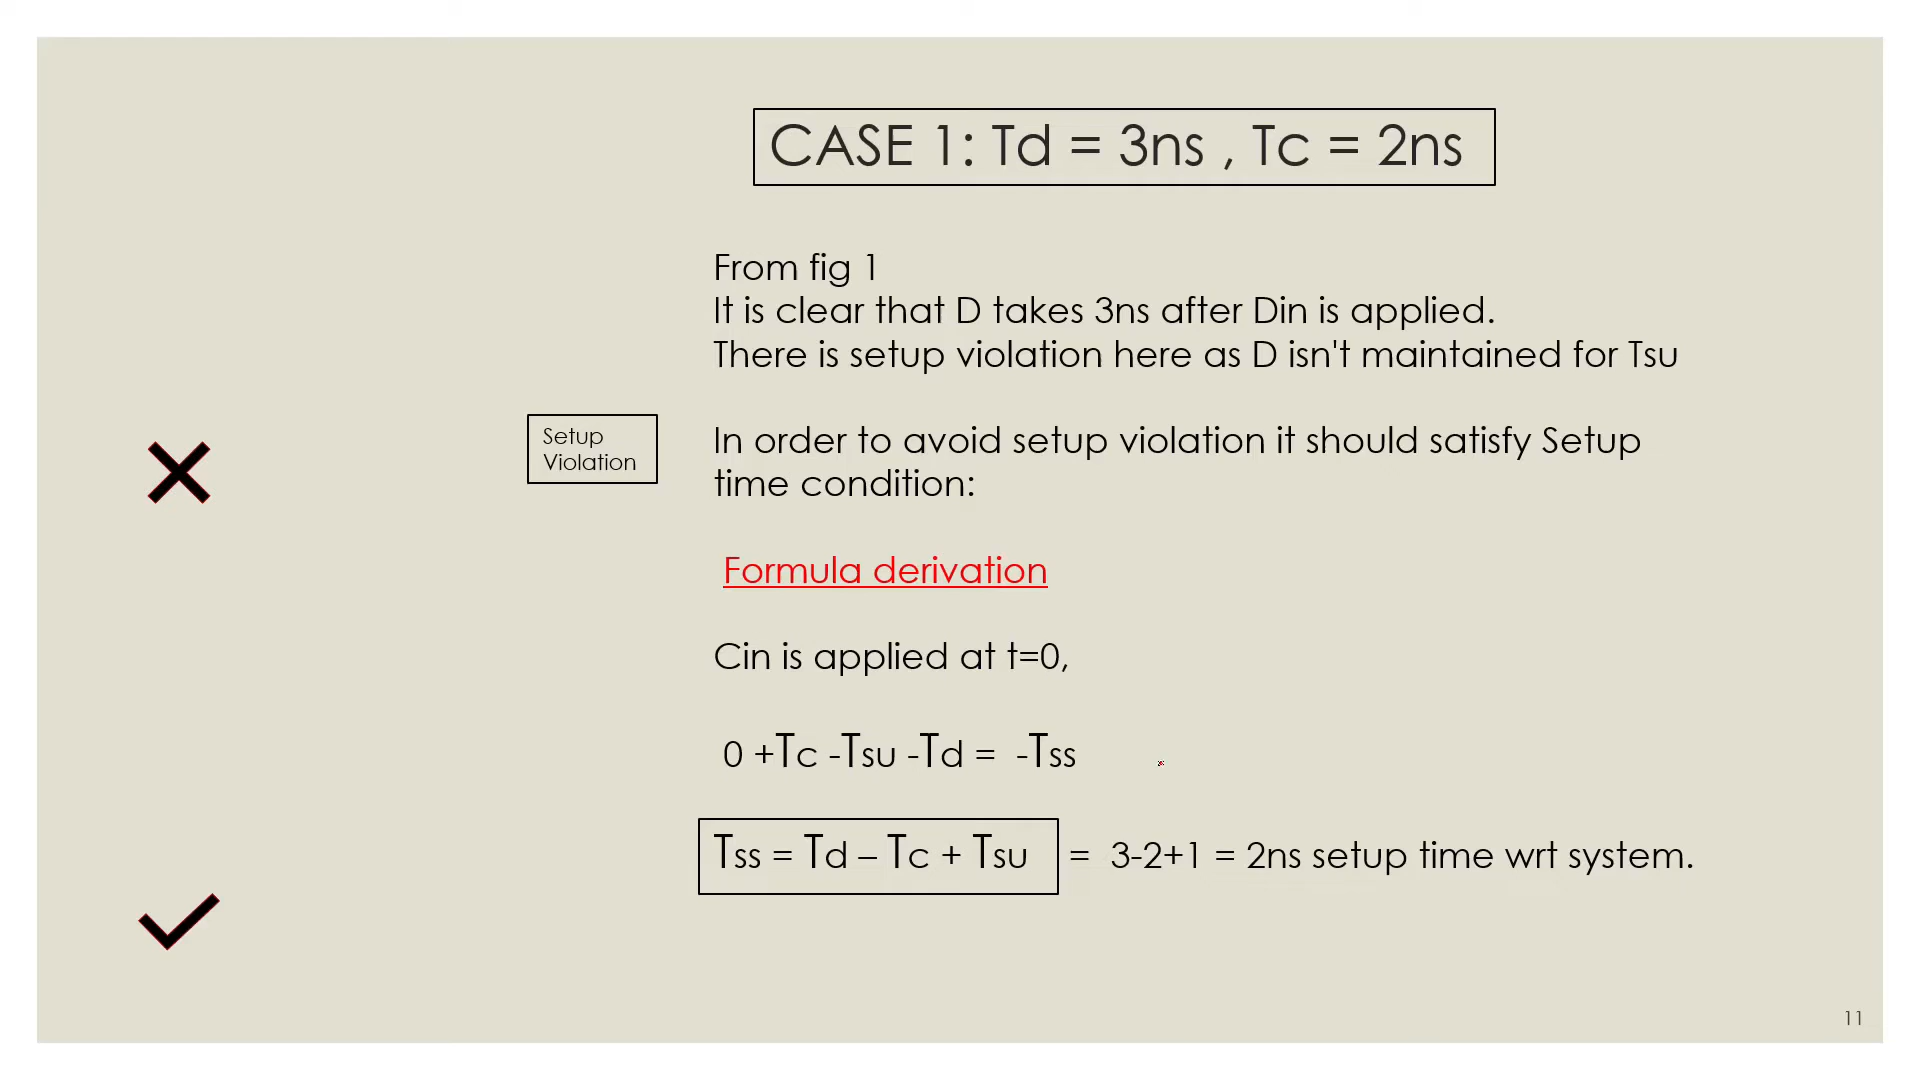 CASE 1: Td = 3ns , Tc = 2ns
From fig 1
It is clear that D takes 3ns after Din is applied.
There is setup violation here as D isn't maintained for Tsu
Setup
Violation
In order to avoid setup violation it should satisfy Setup
time condition:
Formula derivation
Cin is applied at t=0,
0 +Tc -Tsu -Td = -Tss
Tss = Td – Tc + Tsu = 3-2+1 = 2ns setup time wrt system.
11